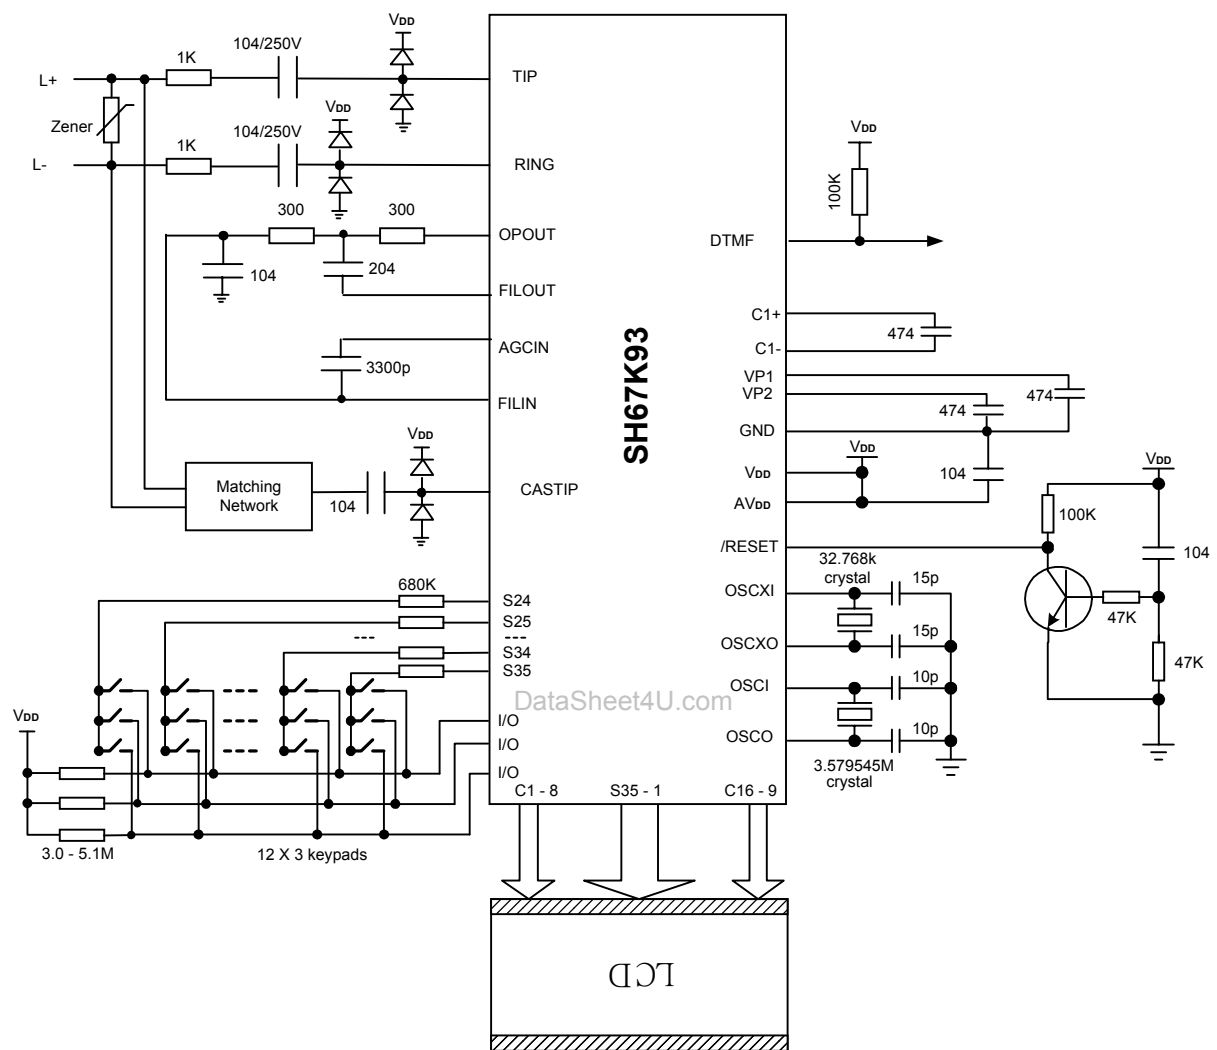 VDD
104/250V
1K
L+
TIP
Zener
VDD
104/250V
1K
L-
RING
VDD
100K
300
300
OPOUT
DTMF
104
204
FILOUT
C1+
474
C1-
AGCIN
3300p
VP1
VP2
474
474
FILIN
GND
SH67K93
VDD
VDD
VDD
104
VDD
Matching
Network
104
CASTIP
AVDD
100K
/RESET
104
32.768k
crystal
15p
680K
S24
OSCXI
S25
47K
--- ---
15p
S34
OSCXO
47K
S35
10p
DataSheet4U.com
OSCI
VDD
I/O
10p
I/O
OSCO
I/O
3.579545M
crystal
C1 - 8
S35 - 1
C16 - 9
3.0 - 5.1M
12 X 3 keypads
LCD